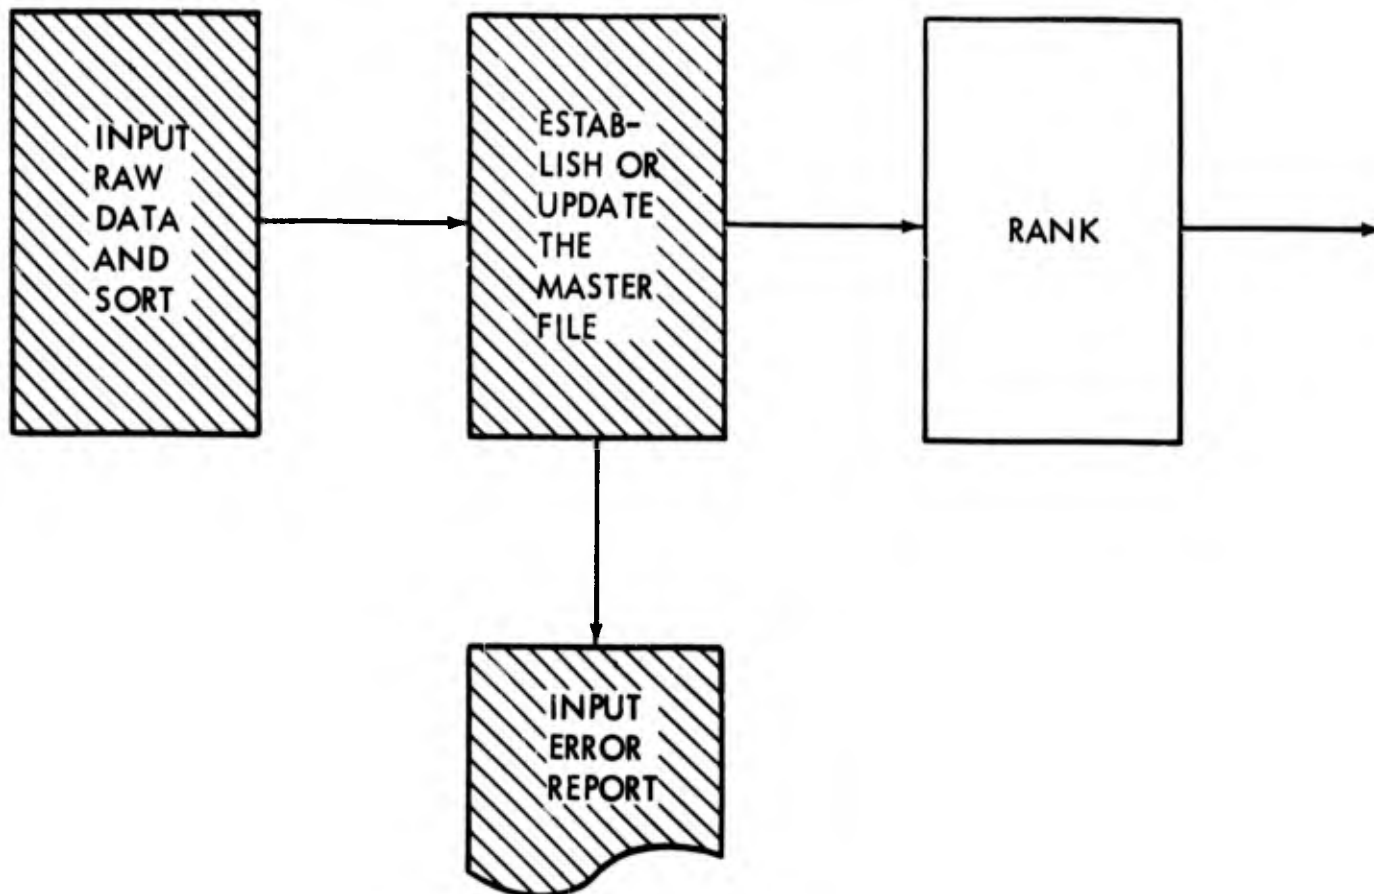 INPUT
RAW
DATA
AND
SORT
ESTAB-
LISH OR
UPDATE
THE
MASTER
FILE
RANK
INPUT
ERROR
REPORT